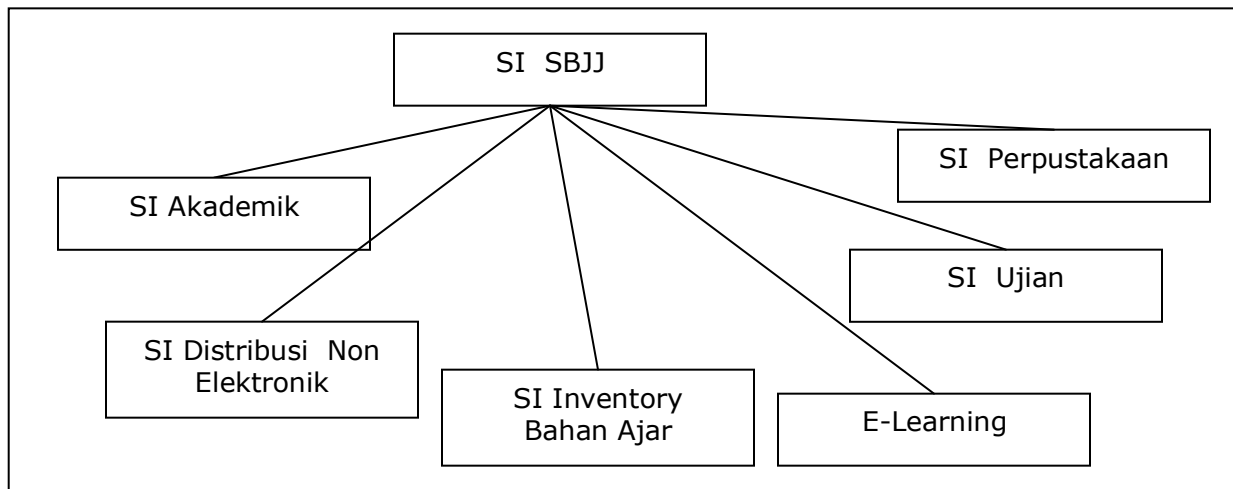 SI SBJJ
SI Perpustakaan
SI Akademik
SI Ujian
SI Distribusi Non
Elektronik
SI Inventory
Bahan Ajar
E-Learning